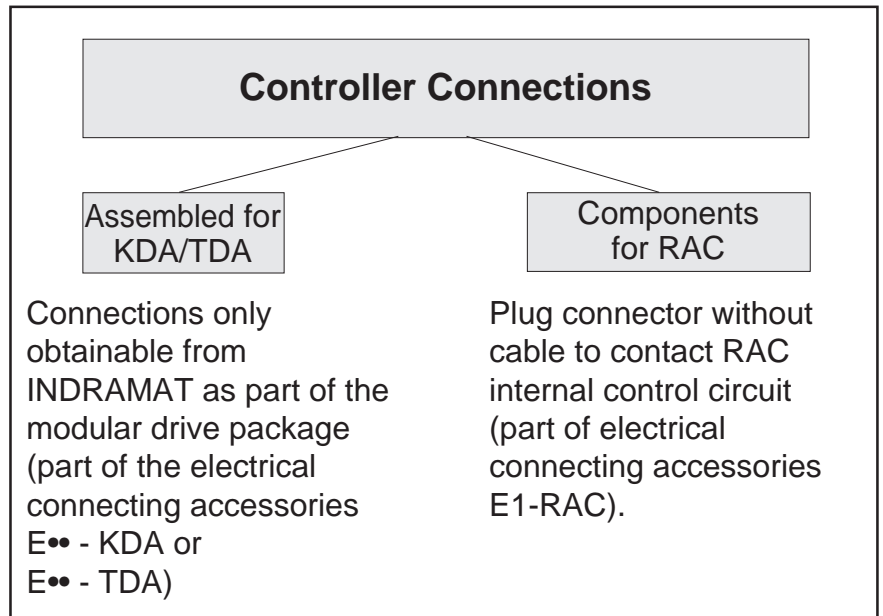 Controller Connections
Assembled for
KDA/TDA
Connections only
obtainable from
INDRAMAT as part of the
modular drive package
(part of the electrical
connecting accessories
E•• - KDA or
E•• - TDA)
Components
for RAC
Plug connector without
cable to contact RAC
internal control circuit
(part of electrical
connecting accessories
E1-RAC).